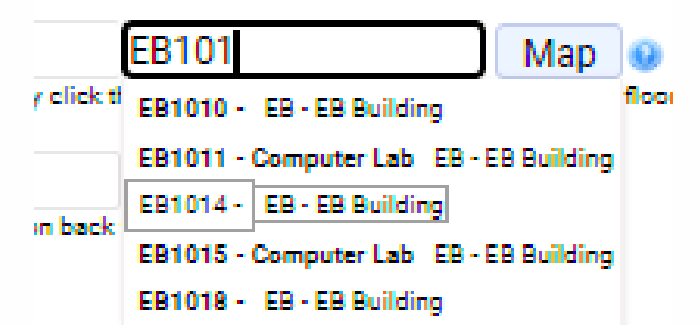 EB101 Map ?
y click th floor
EB1010 - EB - EB Building
EB1011 - Computer Lab EB - EB Building
EB1014 - EB - EB Building
n back
EB1015 - Computer Lab EB - EB Building
EB1018 - EB - EB Building